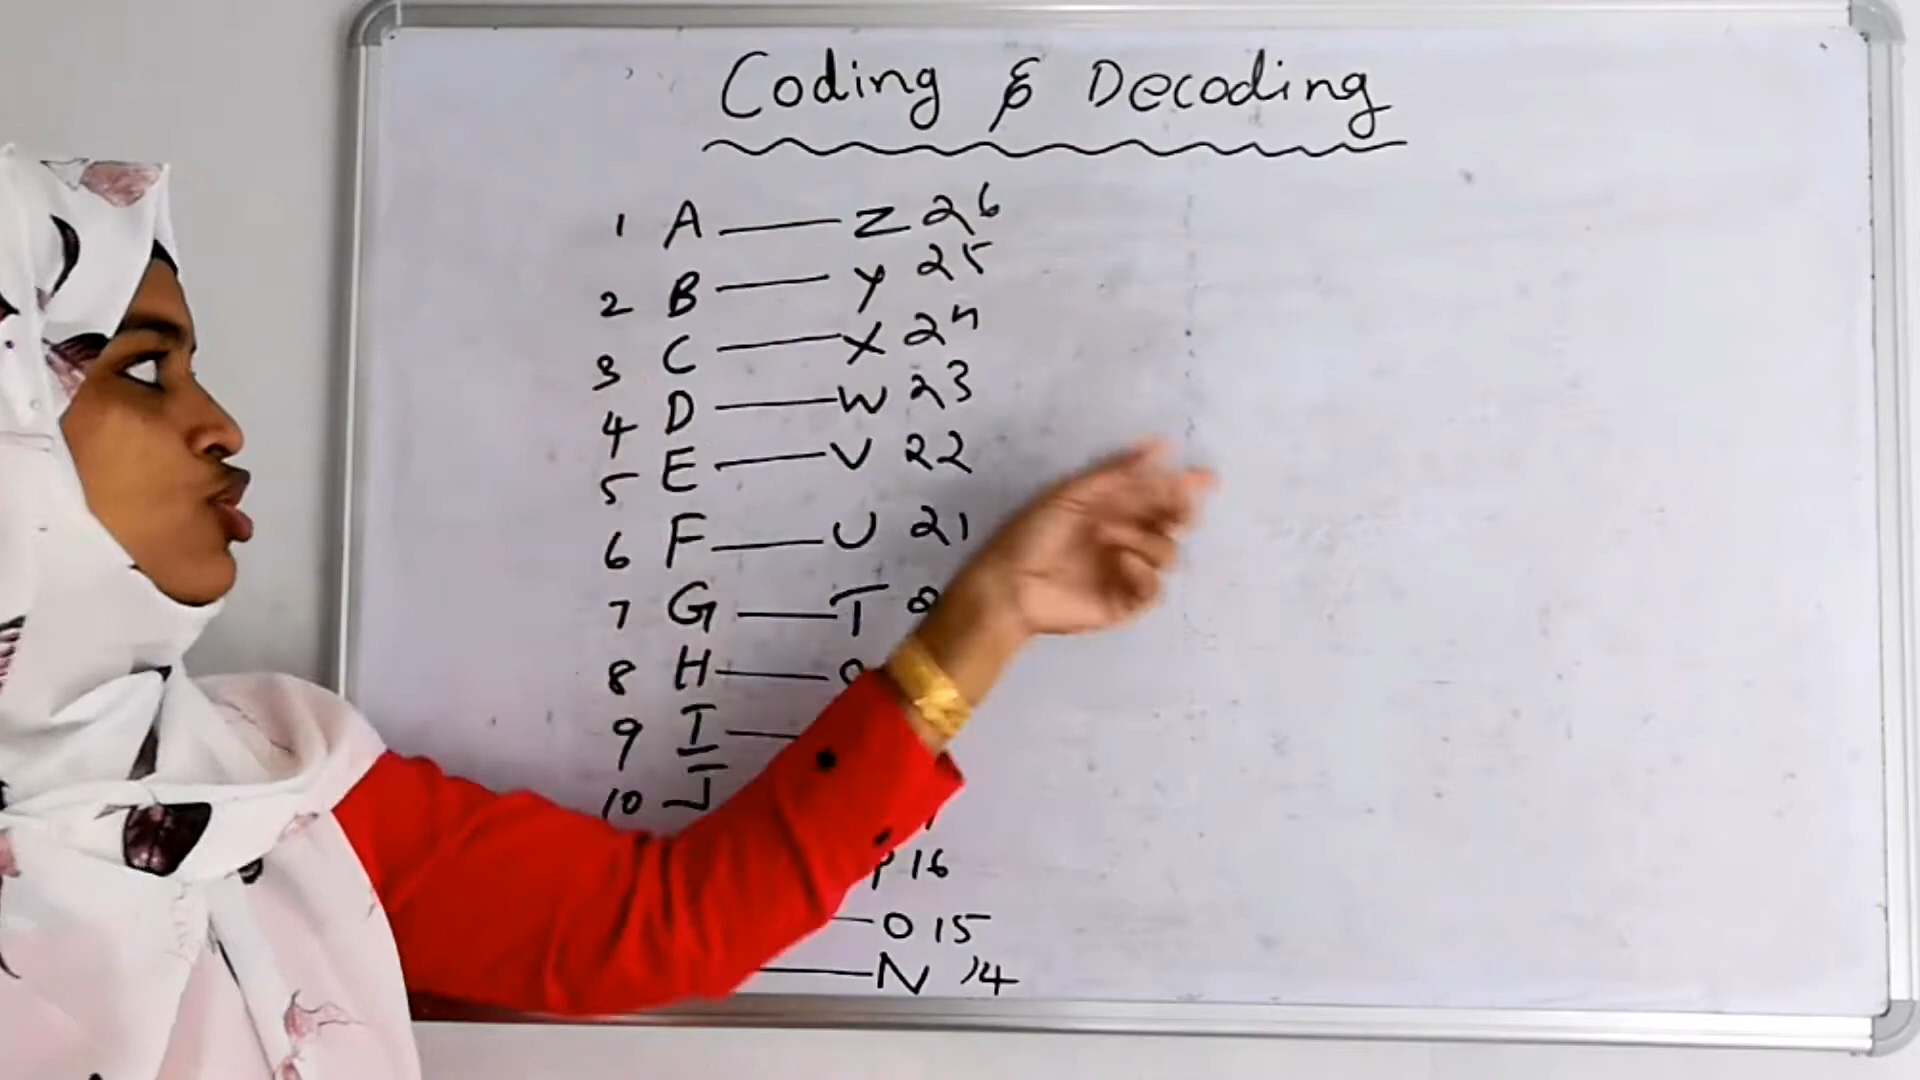 Coding & Decoding
1 A — Z 26
2 B — Y 25
3 C — X 24
4 D — W 23
5 E — V 22
6 F — U 21
7 G — T
8 H —
9 I —
10 J
P 16
— O 15
— N 14